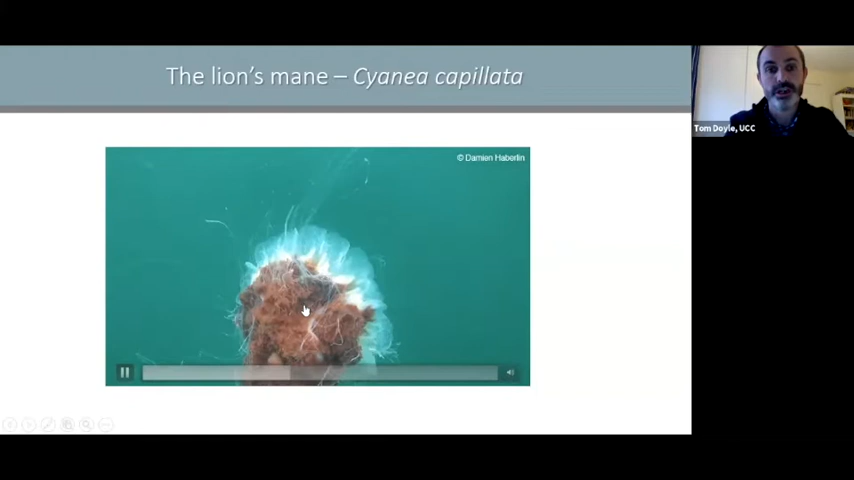 The lion's mane – Cyanea capillata
© Damien Haberlin
Tom Doyle, UCC